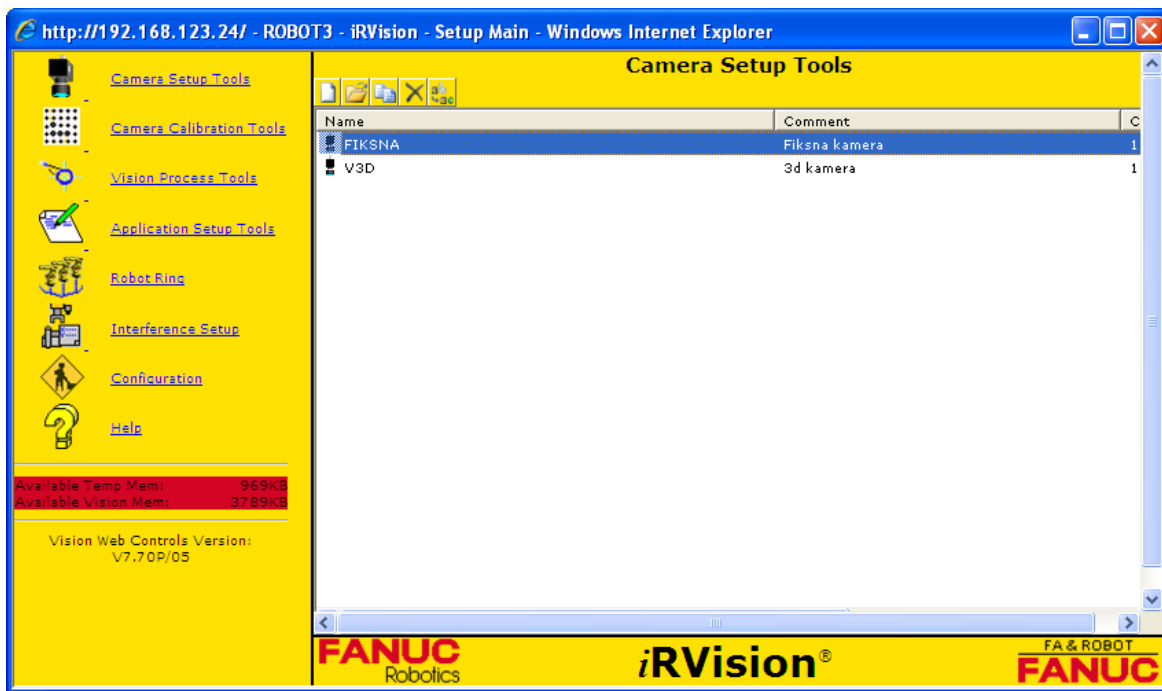 http://192.168.123.24/ - ROBOT3 - iRVision - Setup Main - Windows Internet Explorer
Camera Setup Tools
Camera Calibration Tools
Vision Process Tools
Application Setup Tools
Robot Ring
Interference Setup
Configuration
Help
Available Temp Mem: 969KB
Available Vision Mem: 3789KB
Vision Web Controls Version:
V7.70P/05
Camera Setup Tools
Name Comment C
FIKSNA Fiksna kamera 1
V3D 3d kamera 1
FANUC
Robotics
iRVision®
FA & ROBOT
FANUC